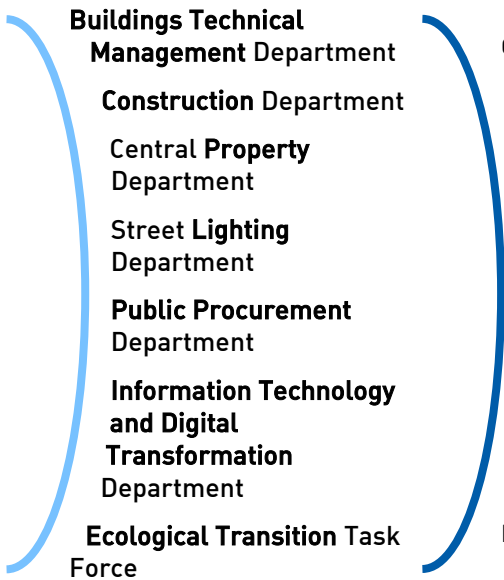 Buildings Technical
Management Department
Construction Department
Central Property
Department
Street Lighting
Department
Public Procurement
Department
Information Technology
and Digital
Transformation
Department
Ecological Transition Task
Force